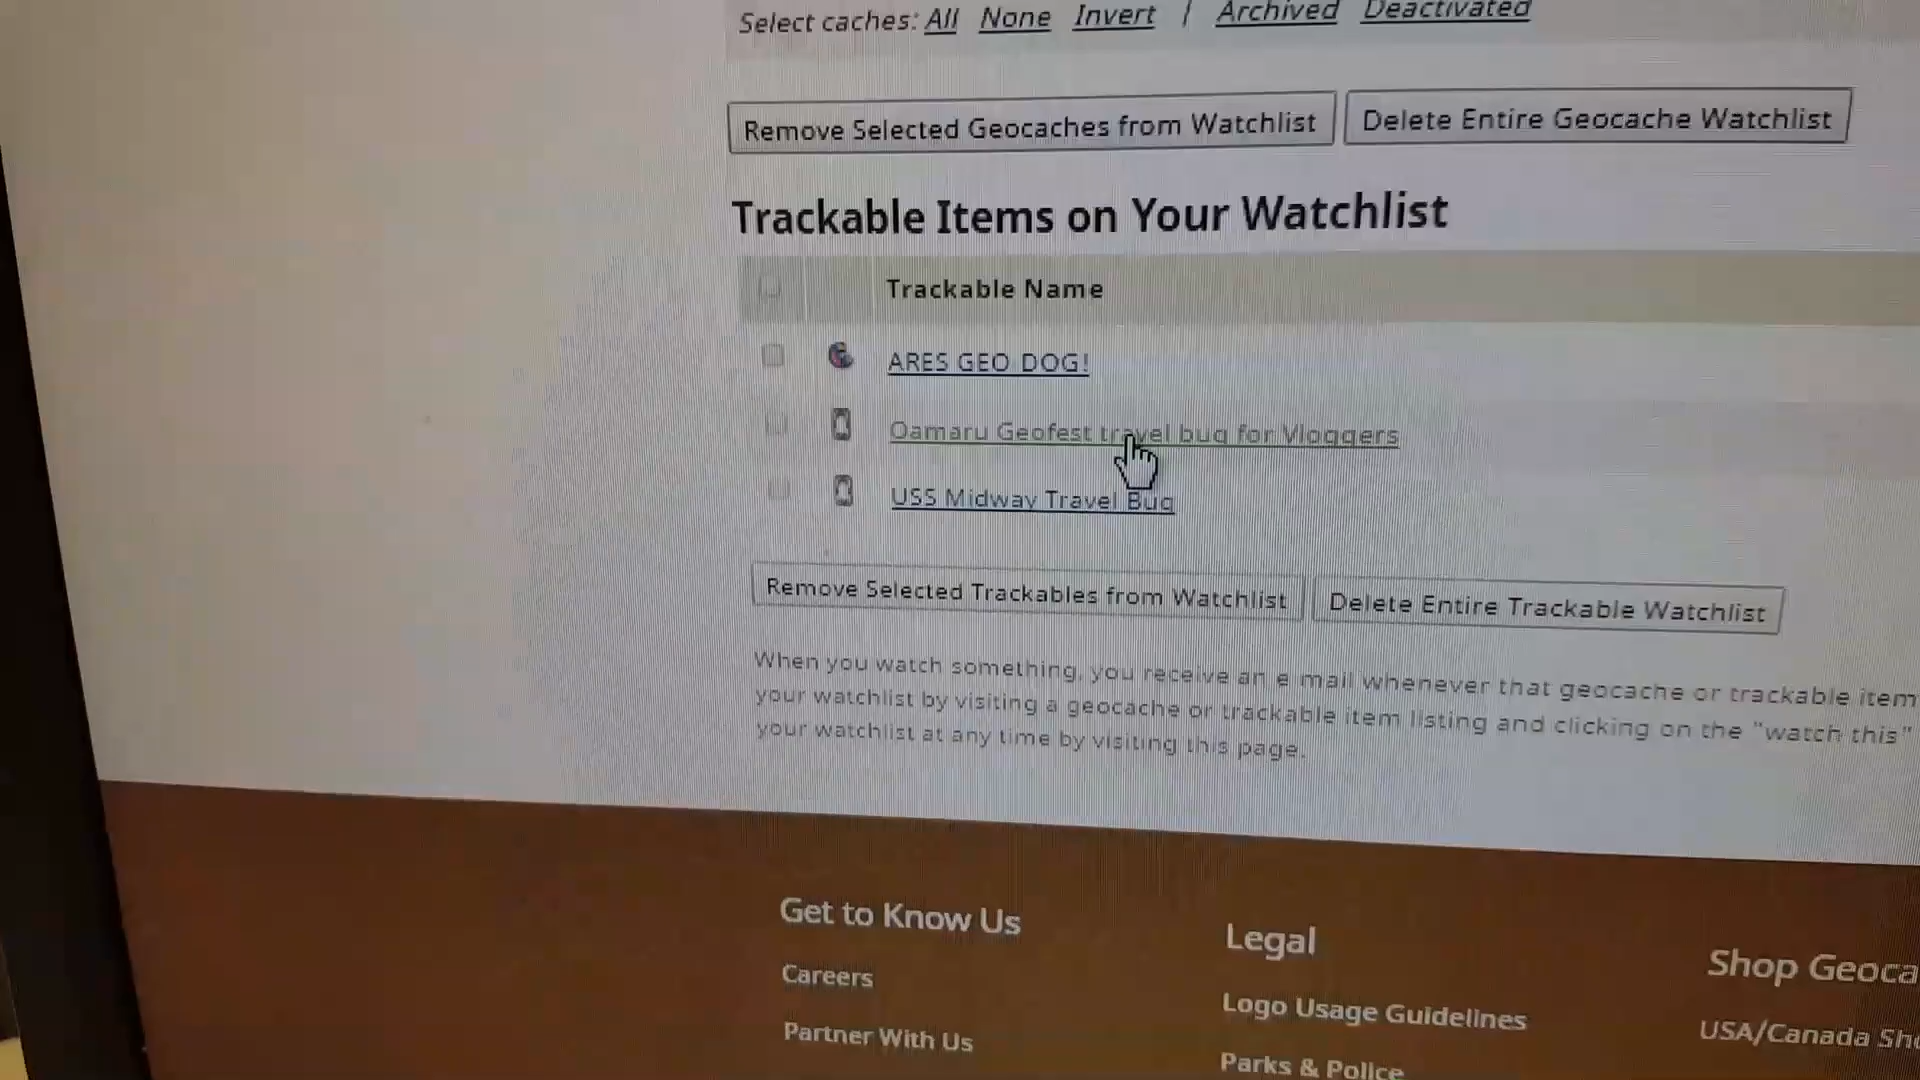 Select caches: All None Invert | Archived Deactivated
Remove Selected Geocaches from Watchlist Delete Entire Geocache Watchlist
Trackable Items on Your Watchlist
Trackable Name
ARES GEO DOG!
Oamaru Geofest travel bug for Vloggers
USS Midway Travel Bug
Remove Selected Trackables from Watchlist Delete Entire Trackable Watchlist
When you watch something, you receive an e mail whenever that geocache or trackable item
your watchlist by visiting a geocache or trackable item listing and clicking on the "watch this"
your watchlist at any time by visiting this page.
Get to Know Us Legal Shop Geoca
Careers Logo Usage Guidelines USA/Canada Sho
Partner With Us Parks & Police